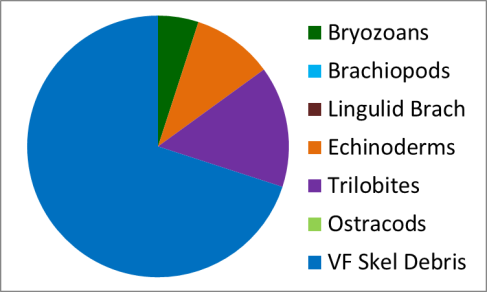 Bryozoans
Brachiopods
Lingulid Brach
Echinoderms
Trilobites
Ostracods
VF Skel Debris